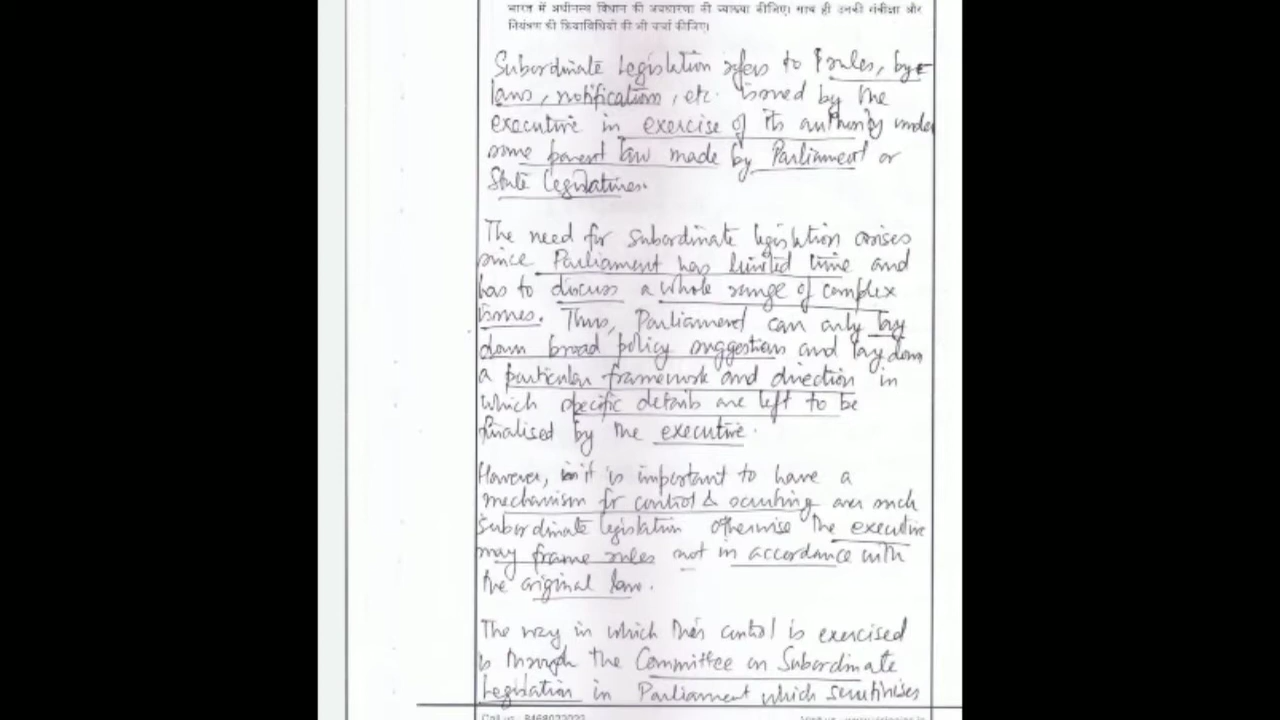 भारत में अधीनस्थ विधान की अवधारणा की व्याख्या कीजिए। साथ ही उनकी संवीक्षा और
नियंत्रण की क्रियाविधियों की भी चर्चा कीजिए।
Subordinate Legislation refers to rules, bye
laws, notifications, etc. issued by the
executive in exercise of its authority under
some parent law made by Parliament or
State Legislatures.
The need for subordinate legislation arises
since Parliament has limited time and
has to discuss a whole range of complex
issues. Thus, Parliament can only lay
down broad policy suggestions and lay down
a particular framework and direction in
which specific details are left to be
finalised by the executive.
However, it is important to have a
mechanism for control & scrutiny over such
subordinate legislation otherwise the executive
may frame rules not in accordance with
the original law.
The way in which this control is exercised
is through the Committee on Subordinate
Legislation in Parliament which scrutinises